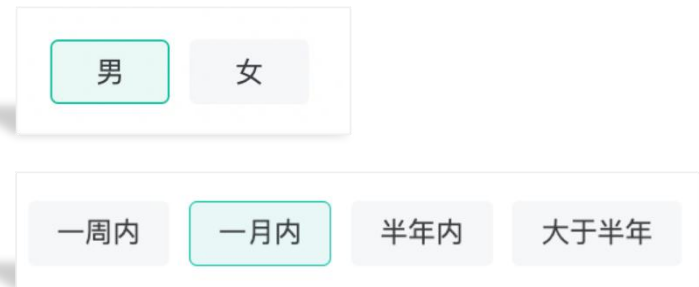 男 女
一周内 一月内 半年内 大于半年